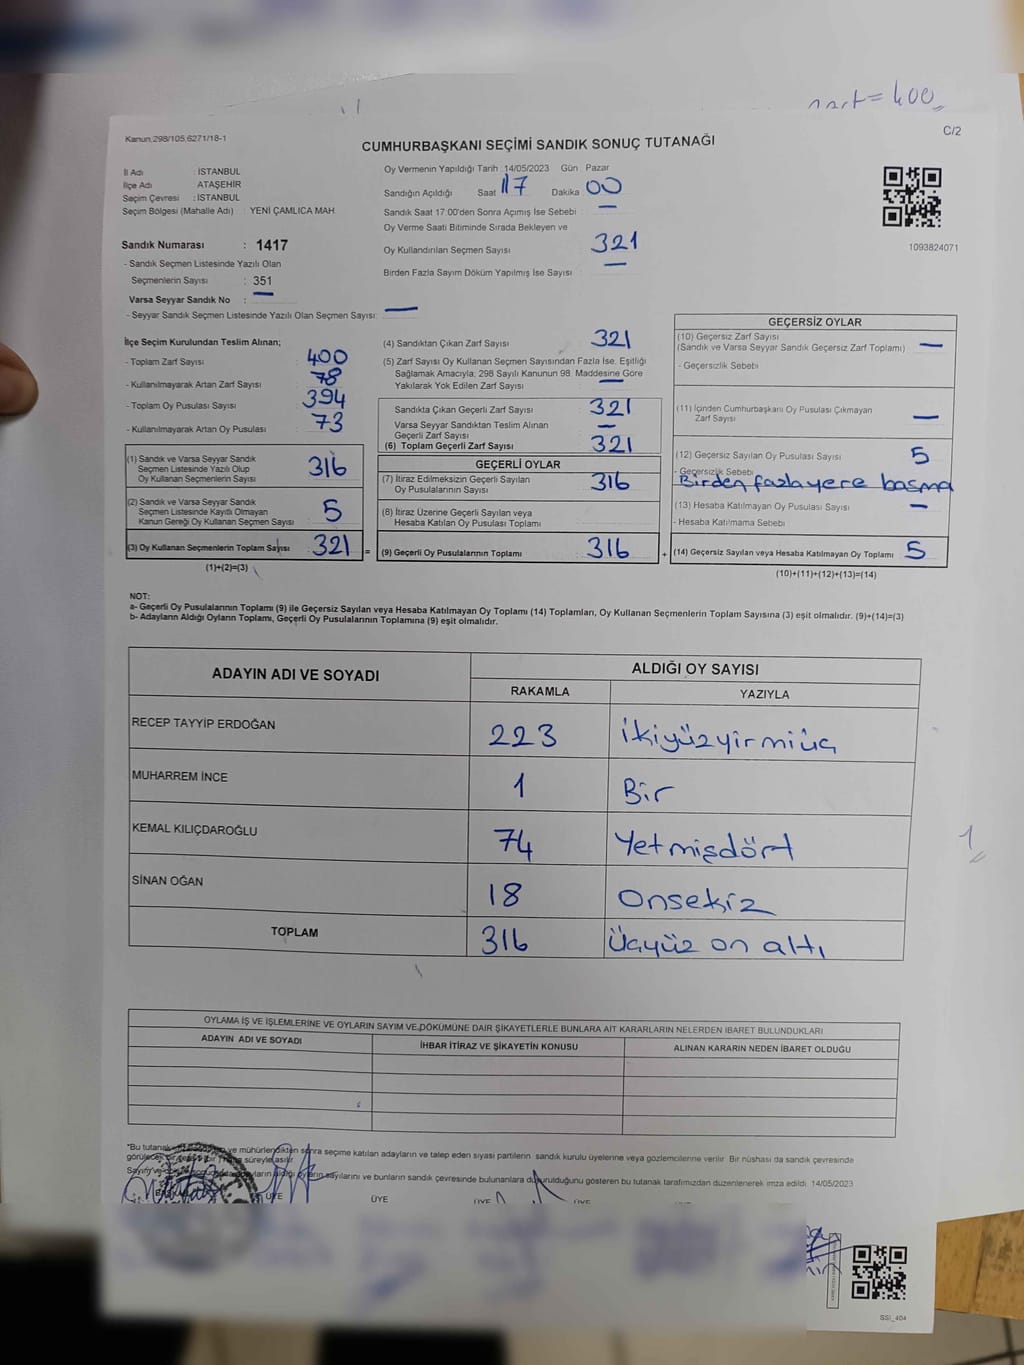 = 400
Kanun;298/105.6271/18-1
C/2
CUMHURBAŞKANI SEÇİMİ SANDIK SONUÇ TUTANAĞI
İl Adı İSTANBUL
İlçe Adı ATAŞEHİR
Seçim Çevresi : İSTANBUL
Seçim Bölgesi (Mahalle Adı) : YENİ ÇAMLICA MAH.
Sandık Numarası : 1417
- Sandık Seçmen Listesinde Yazılı Olan
Seçmenlerin Sayısı : 351
Varsa Seyyar Sandık No : —
- Seyyar Sandık Seçmen Listesinde Yazılı Olan Seçmen Sayısı: —
Oy Vermenin Yapıldığı Tarih : 14/05/2023 Gün Pazar
Sandığın Açıldığı Saat 17 Dakika 00
Sandık Saat 17:00'den Sonra Açımış İse Sebebi : —
Oy Verme Saati Bitiminde Sırada Bekleyen ve
Oy Kullandırılan Seçmen Sayısı : 321
Birden Fazla Sayım Döküm Yapılmış İse Sayısı : —
1093824071
İlçe Seçim Kurulundan Teslim Alınan;
- Toplam Zarf Sayısı : 400
- Kullanılmayarak Artan Zarf Sayısı : 78
- Toplam Oy Pusulası Sayısı : 394
- Kullanılmayarak Artan Oy Pusulası : 73
(1) Sandık ve Varsa Seyyar Sandık
Seçmen Listesinde Yazılı Olup
Oy Kullanan Seçmenlerin Sayısı : 316
(2) Sandık ve Varsa Seyyar Sandık
Seçmen Listesinde Kayıtlı Olmayan
Kanun Gereği Oy Kullanan Seçmen Sayısı : 5
(3) Oy Kullanan Seçmenlerin Toplam Sayısı : 321 =
(1)+(2)=(3)
(4) Sandıktan Çıkan Zarf Sayısı : 321
(5) Zarf Sayısı Oy Kullanan Seçmen Sayısından Fazla İse, Eşitliği
Sağlamak Amacıyla; 298 Sayılı Kanunun 98. Maddesine Göre
Yakılarak Yok Edilen Zarf Sayısı : —
Sandıkta Çıkan Geçerli Zarf Sayısı : 321
Varsa Seyyar Sandıktan Teslim Alınan
Geçerli Zarf Sayısı : —
(6) Toplam Geçerli Zarf Sayısı : 321
GEÇERLİ OYLAR
(7) İtiraz Edilmeksizin Geçerli Sayılan
Oy Pusulalarının Sayısı : 316
(8) İtiraz Üzerine Geçerli Sayılan veya
Hesaba Katılan Oy Pusulası Toplamı
(9) Geçerli Oy Pusulalarının Toplamı : 316 +
GEÇERSİZ OYLAR
(10) Geçersiz Zarf Sayısı
(Sandık ve Varsa Seyyar Sandık Geçersiz Zarf Toplamı) : —
- Geçersizlik Sebebi
(11) İçinden Cumhurbaşkanı Oy Pusulası Çıkmayan
Zarf Sayısı : —
(12) Geçersiz Sayılan Oy Pusulası Sayısı : 5
- Geçersizlik Sebebi
Birden fazla yere basma
(13) Hesaba Katılmayan Oy Pusulası Sayısı : —
- Hesaba Katılmama Sebebi
(14) Geçersiz Sayılan veya Hesaba Katılmayan Oy Toplamı : 5
(10)+(11)+(12)+(13)=(14)
NOT:
a- Geçerli Oy Pusulalarının Toplamı (9) ile Geçersiz Sayılan veya Hesaba Katılmayan Oy Toplamı (14) Toplamları, Oy Kullanan Seçmenlerin Toplam Sayısına (3) eşit olmalıdır. (9)+(14)=(3)
b- Adayların Aldığı Oyların Toplamı, Geçerli Oy Pusulalarının Toplamına (9) eşit olmalıdır.
ADAYIN ADI VE SOYADI ALDIĞI OY SAYISI
RAKAMLA YAZIYLA
RECEP TAYYİP ERDOĞAN 223 ikiyüzyirmiüç
MUHARREM İNCE 1 Bir
KEMAL KILIÇDAROĞLU 74 Yetmişdört
SİNAN OĞAN 18 Onsekiz
TOPLAM 316 Üçyüz on altı
1
OYLAMA İŞ VE İŞLEMLERİNE VE OYLARIN SAYIM VE DÖKÜMÜNE DAİR ŞİKAYETLERLE BUNLARA AİT KARARLARIN NELERDEN İBARET BULUNDUKLARI
ADAYIN ADI VE SOYADI İHBAR İTİRAZ VE ŞİKAYETİN KONUSU ALINAN KARARIN NEDEN İBARET OLDUĞU
*Bu tutanak ve mühürlendikten sonra seçime katılan adayların ve talep eden siyasi partilerin sandık kurulu üyelerine veya gözlemcilerine verilir. Bir nüshası da sandık çevresinde
görülecek bir süreyle asılır.
sayılarını ve bunların sandık çevresinde bulunanlara duyurulduğunu gösteren bu tutanak tarafımızdan düzenlenerek imza edildi. 14/05/2023
ÜYE ÜYE ÜYE ÜYE
SSİ_404